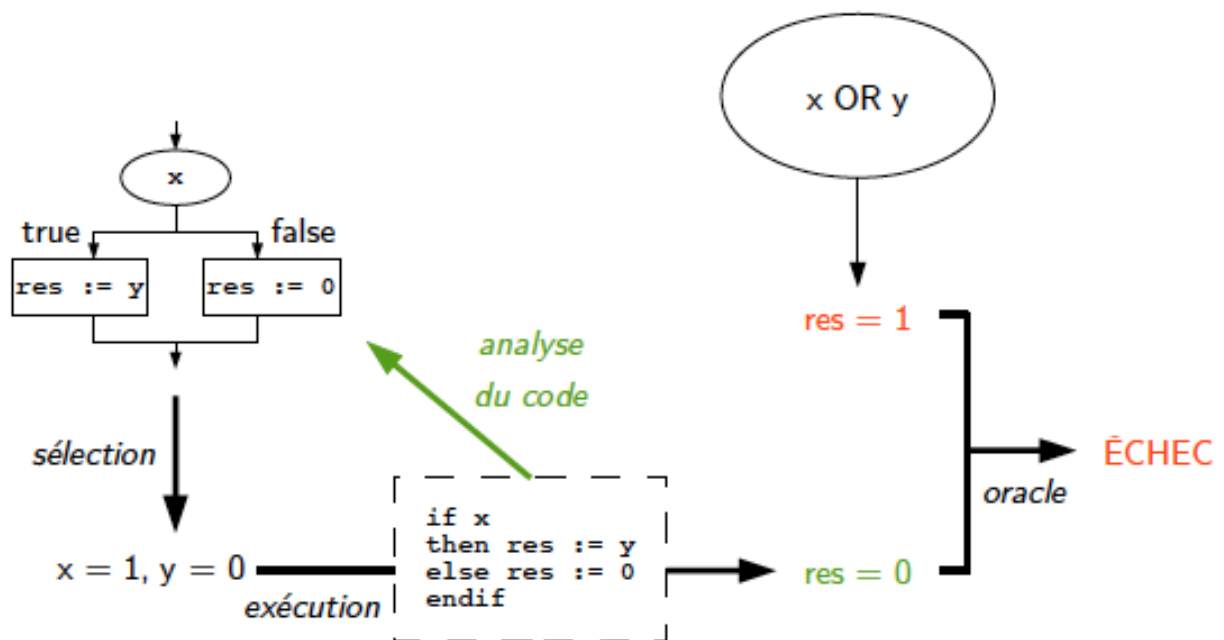 x OR y
x
true
false
res := y
res := 0
res = 1
analyse
du code
sélection
ÉCHEC
oracle
if x
then res := y
else res := 0
endif
x = 1, y = 0
exécution
res = 0